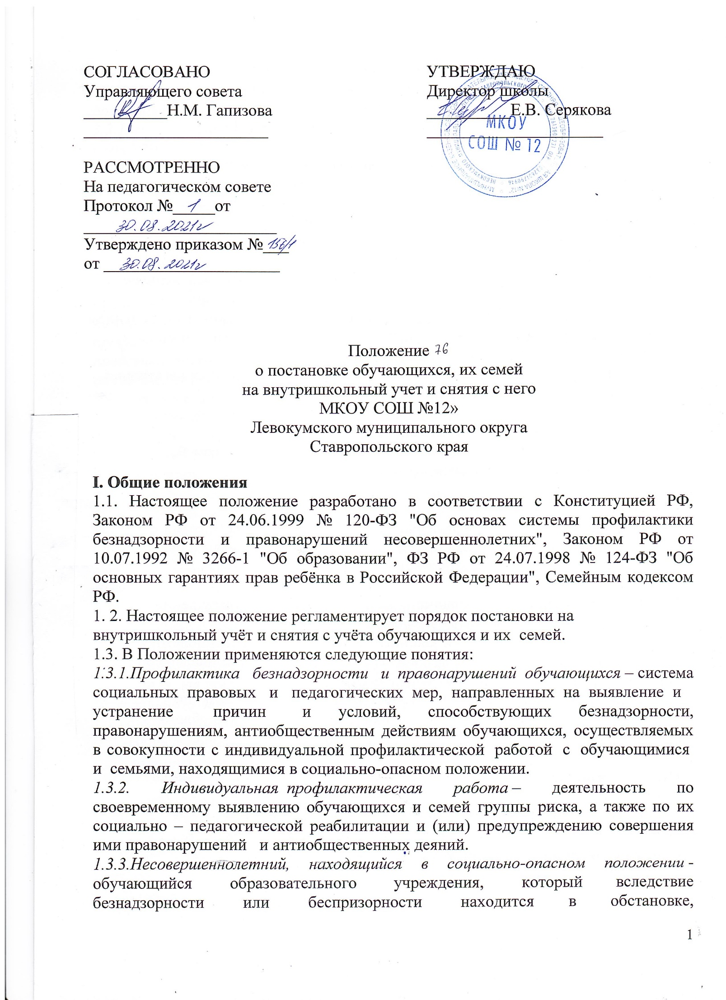 СОГЛАСОВАНО
Управляющего совета
__________Н.М. Гапизова
РАССМОТРЕННО
На педагогическом совете
Протокол № 1 от
30.08.2021г
Утверждено приказом № 156/1
от 30.08.2021г
УТВЕРЖДАЮ
Директор школы
__________Е.В. Серякова
МКОУ
СОШ № 12
Положение 76
о постановке обучающихся, их семей
на внутришкольный учет и снятия с него
МКОУ СОШ №12»
Левокумского муниципального округа
Ставропольского края
I. Общие положения
1.1. Настоящее положение разработано в соответствии с Конституцией РФ,
Законом РФ от 24.06.1999 № 120-ФЗ "Об основах системы профилактики
безнадзорности и правонарушений несовершеннолетних", Законом РФ от
10.07.1992 № 3266-1 "Об образовании", ФЗ РФ от 24.07.1998 № 124-ФЗ "Об
основных гарантиях прав ребёнка в Российской Федерации", Семейным кодексом
РФ.
1. 2. Настоящее положение регламентирует порядок постановки на
внутришкольный учёт и снятия с учёта обучающихся и их семей.
1.3. В Положении применяются следующие понятия:
1.3.1.Профилактика безнадзорности и правонарушений обучающихся – система
социальных правовых и педагогических мер, направленных на выявление и
устранение причин и условий, способствующих безнадзорности,
правонарушениям, антиобщественным действиям обучающихся, осуществляемых
в совокупности с индивидуальной профилактической работой с обучающимися
и семьями, находящимися в социально-опасном положении.
1.3.2. Индивидуальная профилактическая работа – деятельность по
своевременному выявлению обучающихся и семей группы риска, а также по их
социально – педагогической реабилитации и (или) предупреждению совершения
ими правонарушений и антиобщественных деяний.
1.3.3.Несовершеннолетний, находящийся в социально-опасном положении -
обучающийся образовательного учреждения, который вследствие
безнадзорности или беспризорности находится в обстановке,
1